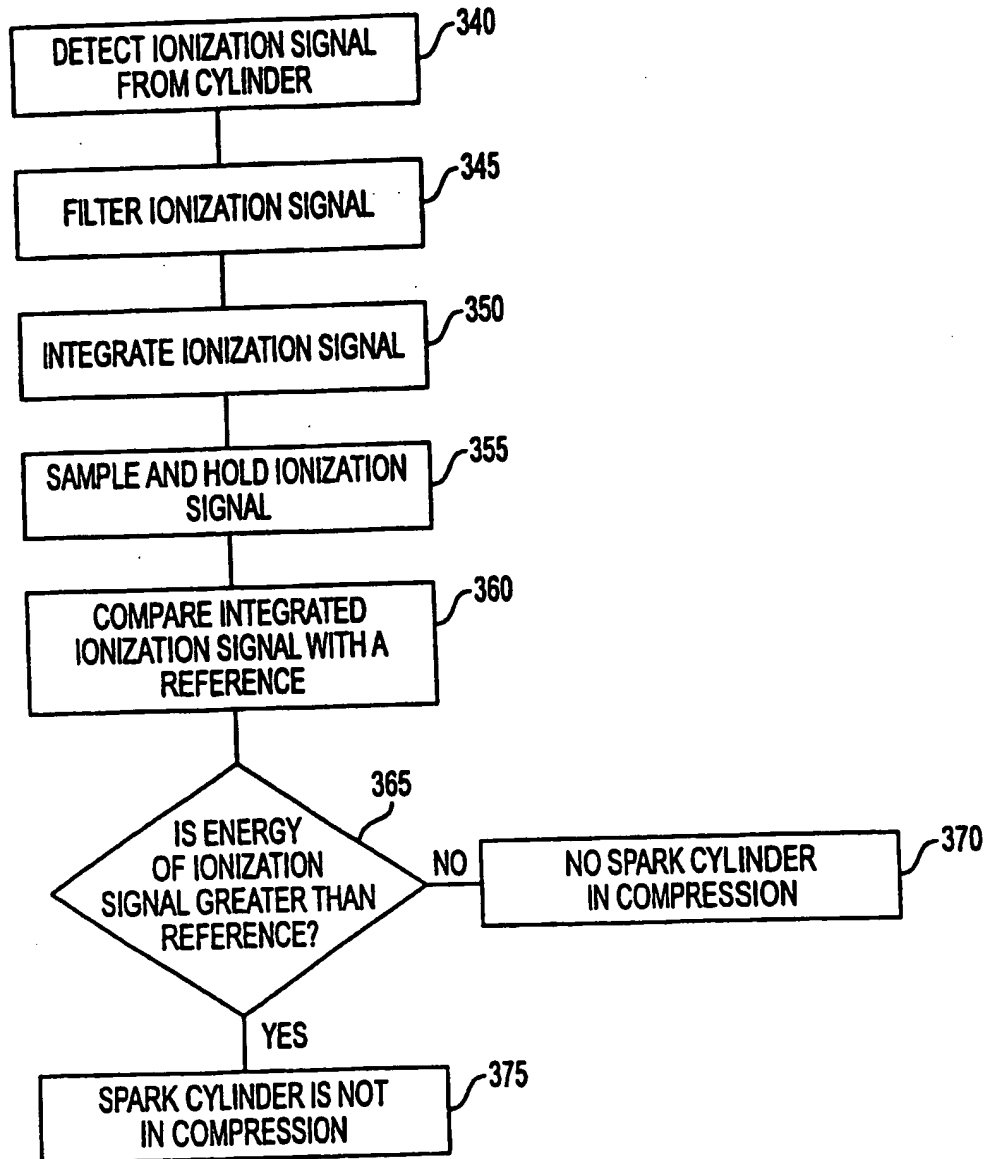 DETECT IONIZATION SIGNAL
FROM CYLINDER
340
FILTER IONIZATION SIGNAL
345
INTEGRATE IONIZATION SIGNAL
350
SAMPLE AND HOLD IONIZATION
SIGNAL
355
COMPARE INTEGRATED
IONIZATION SIGNAL WITH A
REFERENCE
360
IS ENERGY
OF IONIZATION
SIGNAL GREATER THAN
REFERENCE?
365
NO
NO SPARK CYLINDER
IN COMPRESSION
370
YES
SPARK CYLINDER IS NOT
IN COMPRESSION
375